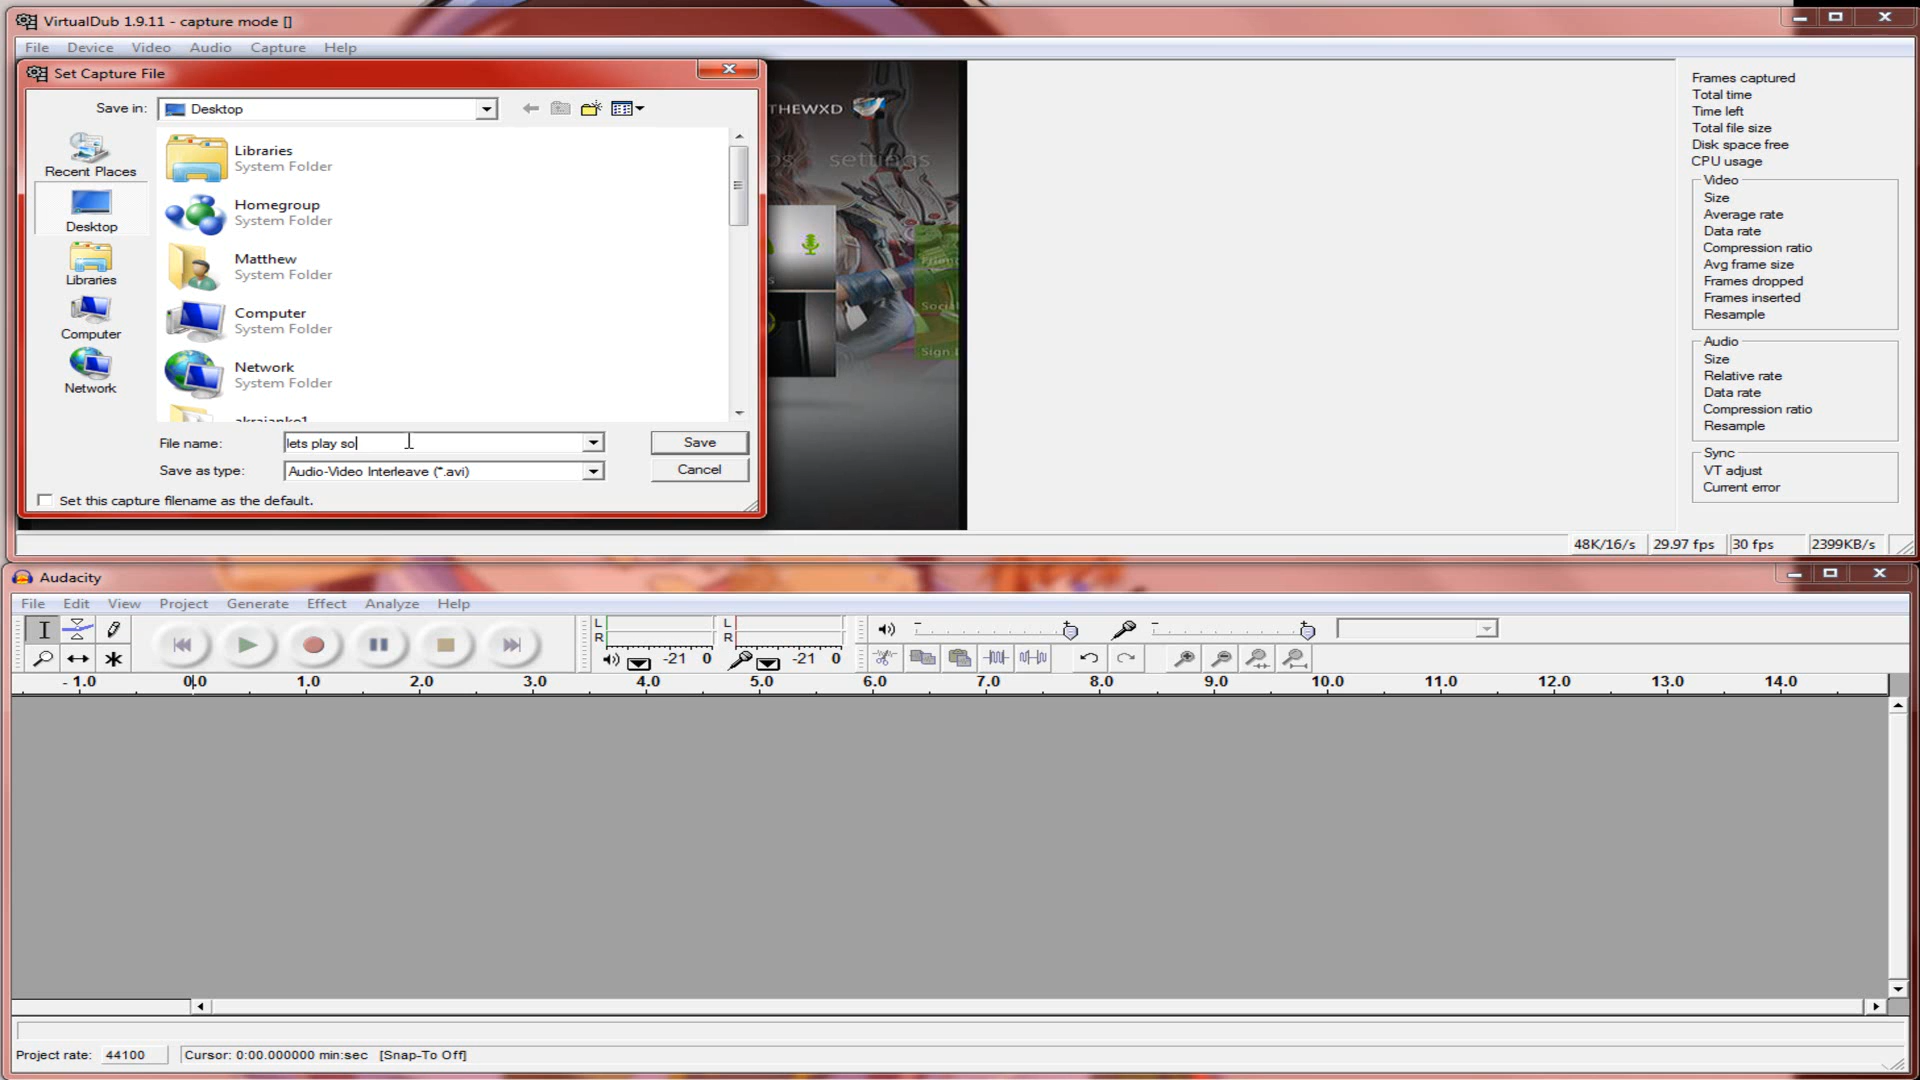 VirtualDub 1.9.11 - capture mode []
File Device Video Audio Capture Help
Set Capture File
Save in: Desktop
Recent Places
Desktop
Libraries
Computer
Network
Libraries
System Folder
Homegroup
System Folder
Matthew
System Folder
Computer
System Folder
Network
System Folder
File name: lets play so
Save as type: Audio-Video Interleave (*.avi)
Save
Cancel
Set this capture filename as the default.
THEWXD
settings
Social
Sign
Frames captured
Total time
Time left
Total file size
Disk space free
CPU usage
Video
Size
Average rate
Data rate
Compression ratio
Avg frame size
Frames dropped
Frames inserted
Resample
Audio
Size
Relative rate
Data rate
Compression ratio
Resample
Sync
VT adjust
Current error
48K/16/s 29.97 fps 30 fps 2399KB/s
Audacity
File Edit View Project Generate Effect Analyze Help
L
R
-21 0
L
R
-21 0
- 1.0 0.0 1.0 2.0 3.0 4.0 5.0 6.0 7.0 8.0 9.0 10.0 11.0 12.0 13.0 14.0
Project rate: 44100 Cursor: 0:00.000000 min:sec [Snap-To Off]